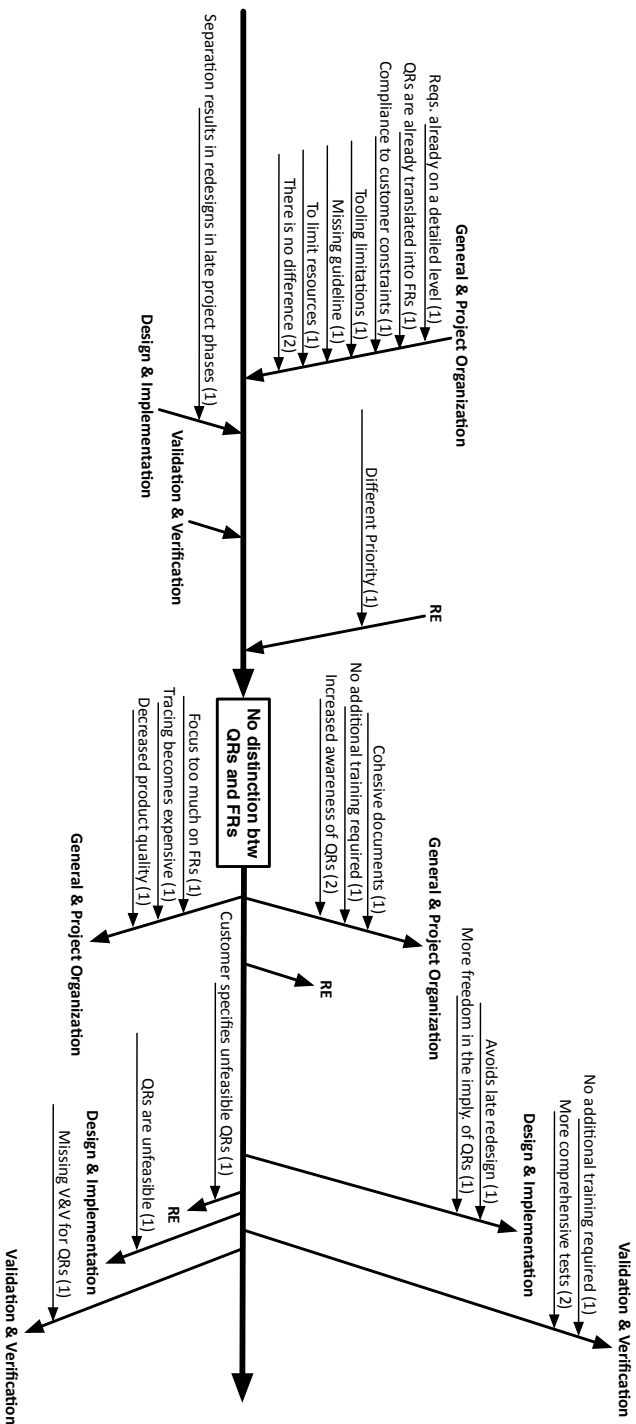 General & Project Organization
Reqs. already on a detailed level (1)
QRs are already translated into FRs (1)
Compliance to customer constraints (1)
Tooling limitations (1)
Missing guideline (1)
To limit resources (1)
There is no difference (2)
RE
Different Priority (1)
Separation results in redesigns in late project phases (1)
Design & Implementation
Validation & Verification
No distinction btw
QRs and FRs
General & Project Organization
Cohesive documents (1)
No additional training required (1)
Increased awareness of QRs (2)
RE
Design & Implementation
Avoids late redesign (1)
More freedom in the imply. of QRs (1)
Validation & Verification
No additional training required (1)
More comprehensive tests (2)
Focus too much on FRs (1)
Tracing becomes expensive (1)
Decreased product quality (1)
General & Project Organization
Customer specifies unfeasible QRs (1)
RE
QRs are unfeasible (1)
Design & Implementation
Missing V&V for QRs (1)
Validation & Verification